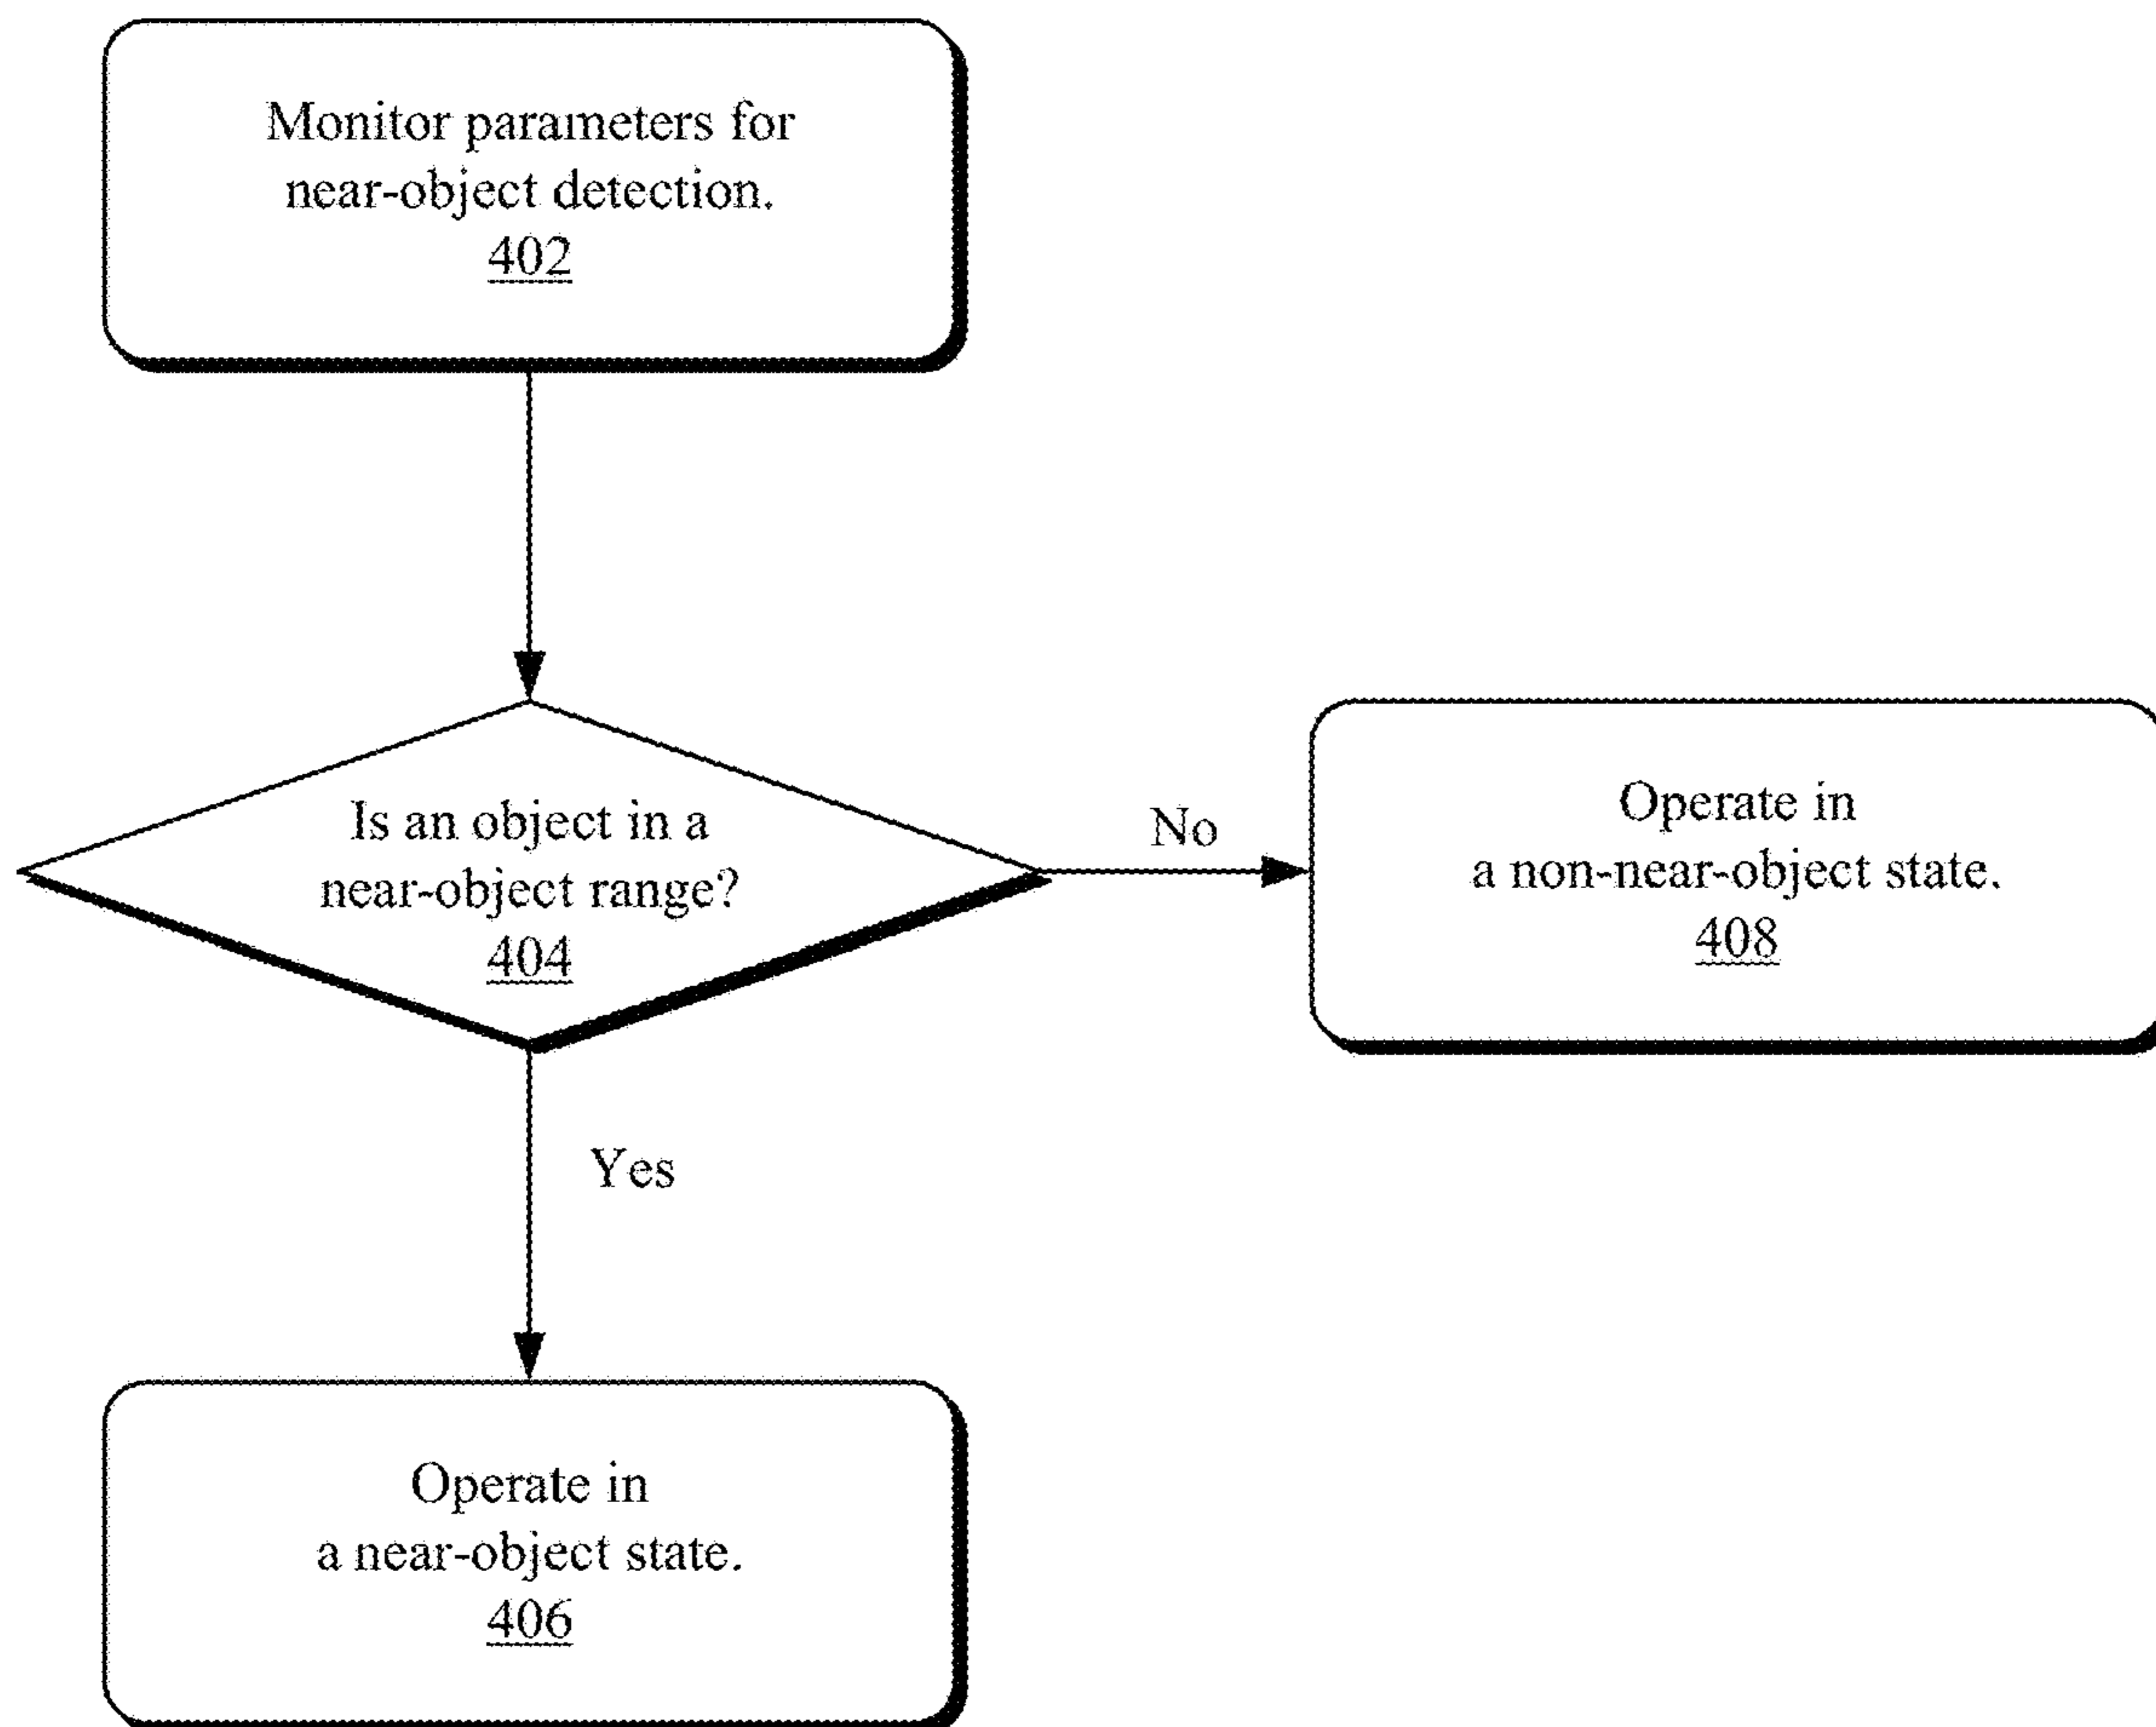 Monitor parameters for
near-object detection.
402
Is an object in a
near-object range?
404
No
Operate in
a non-near-object state.
408
Yes
Operate in
a near-object state.
406